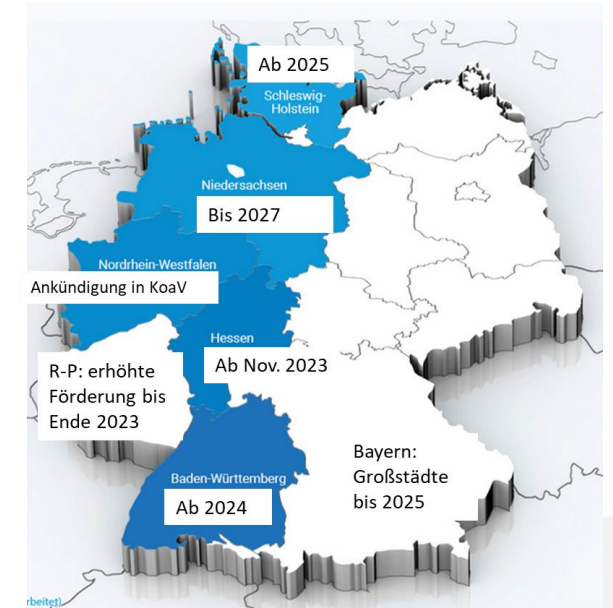 Ab 2025
Schleswig-
Holstein
Niedersachsen
Bis 2027
Nordrhein-Westfalen
Ankündigung in KoaV
Hessen
Ab Nov. 2023
R-P: erhöhte
Förderung bis
Ende 2023
Bayern:
Großstädte
bis 2025
Baden-Württemberg
Ab 2024
rbeitet)